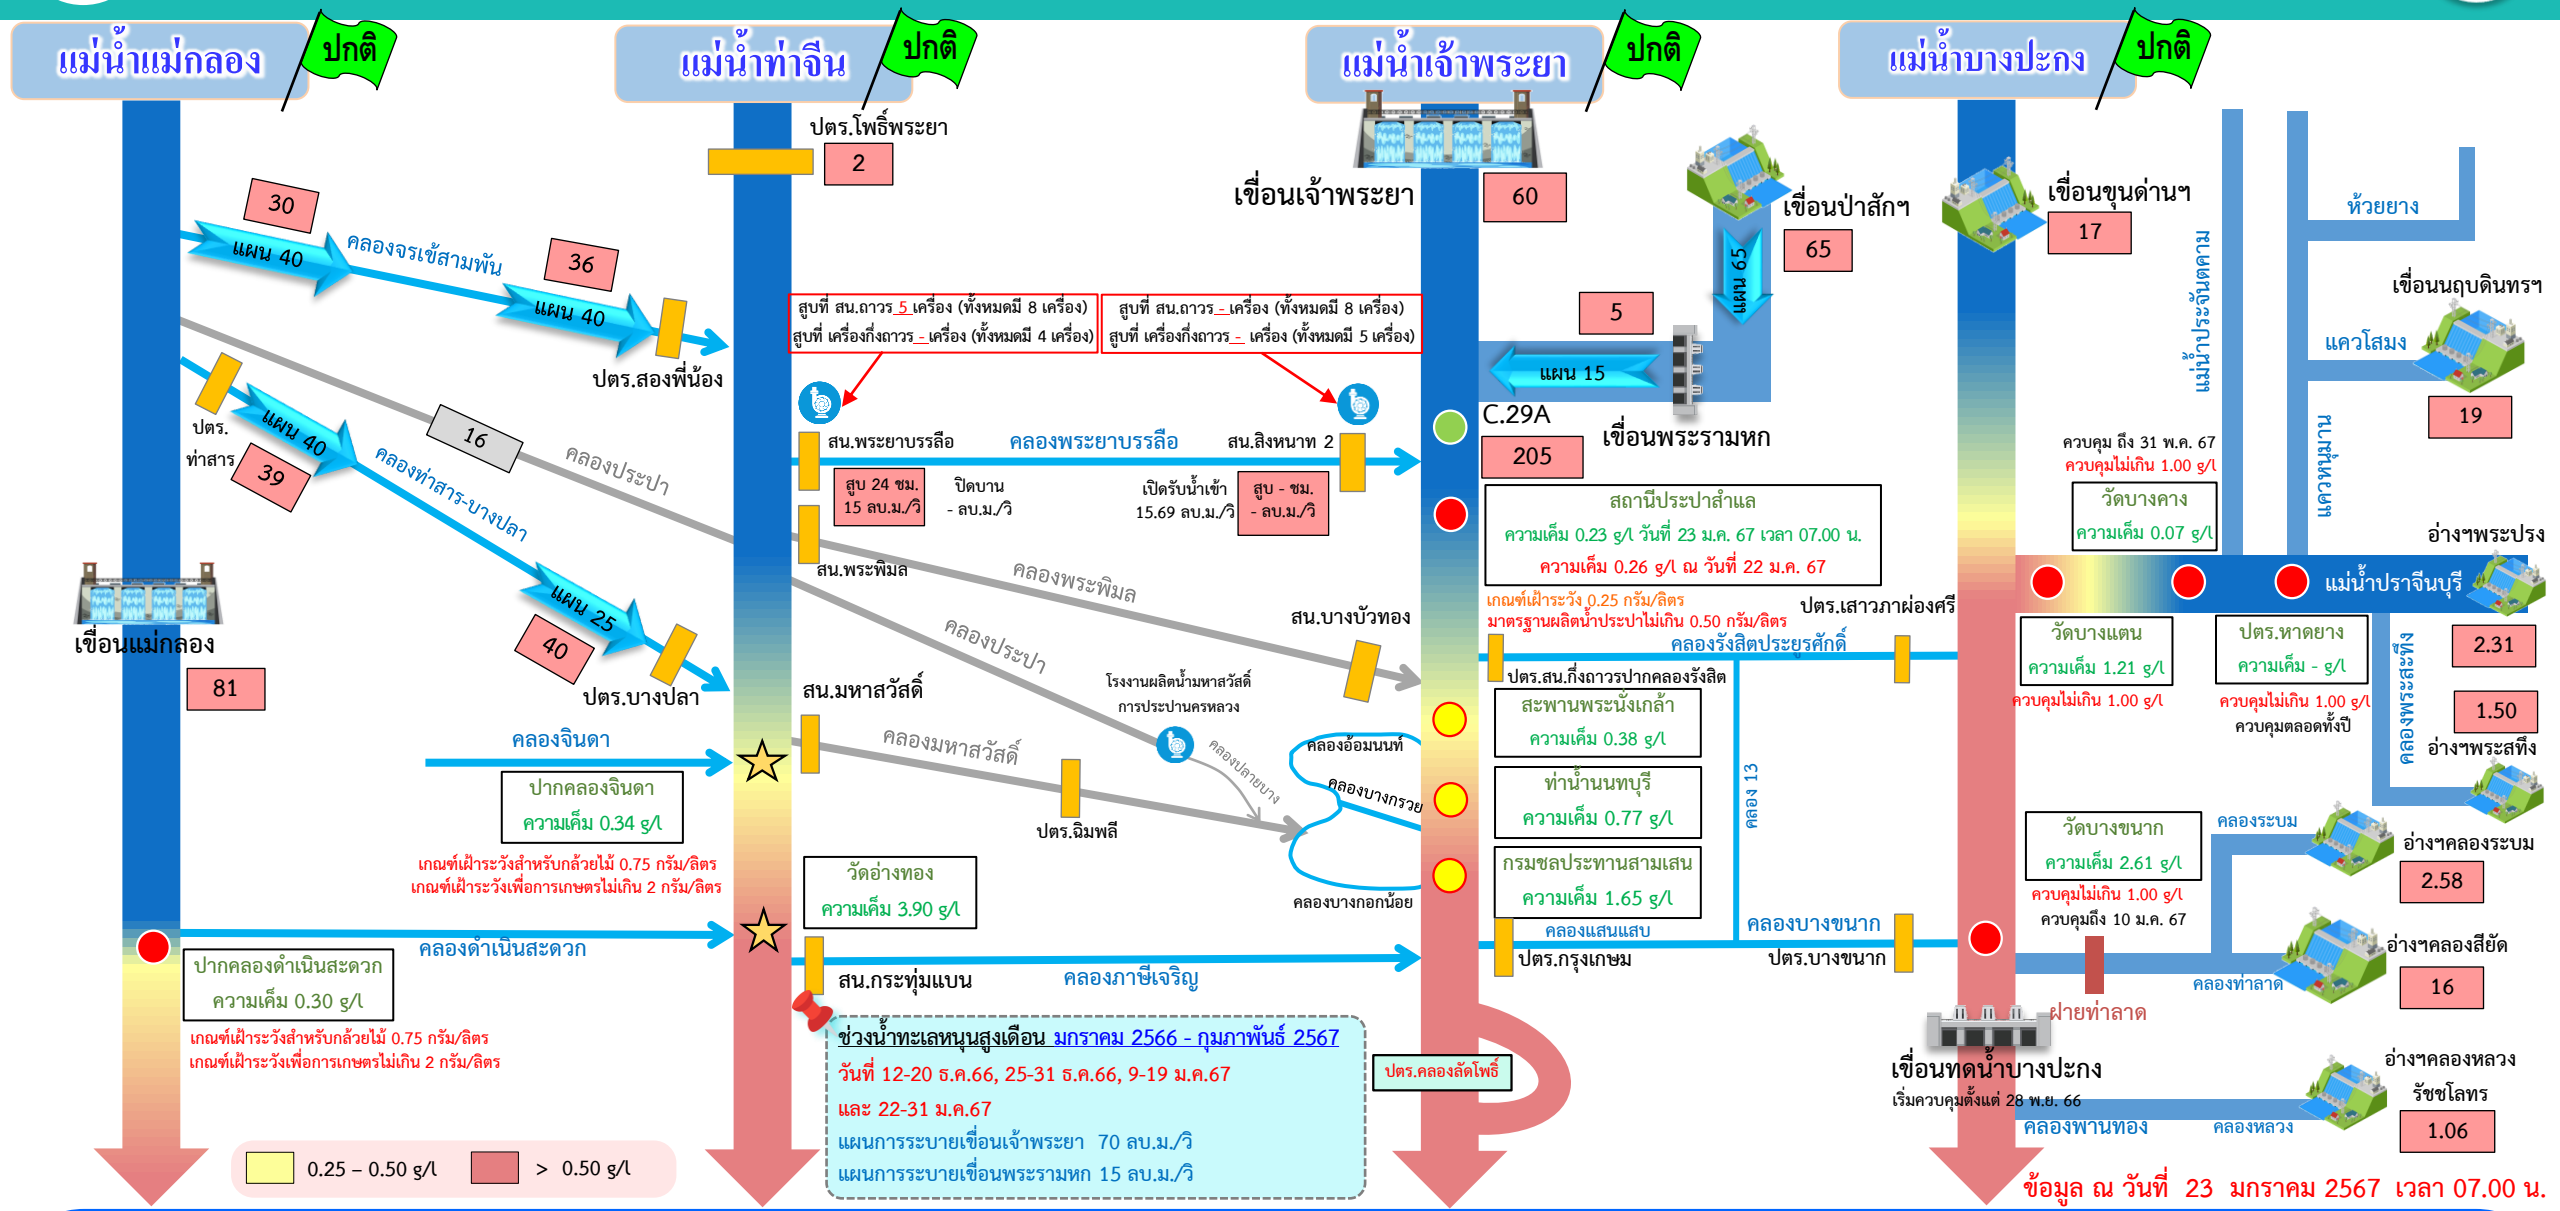 แม่น้ำแม่กลอง
ปกติ
แม่น้ำท่าจีน
ปกติ
แม่น้ำเจ้าพระยา
ปกติ
แม่น้ำบางปะกง
ปกติ
30
แผน 40
คลองจรเข้สามพัน
36
แผน 40
ปตร.สองพี่น้อง
ปตร.
ท่าสาร
แผน 40
39
คลองท่าสาร-บางปลา
16
คลองประปา
แผน 25
40
ปตร.บางปลา
เขื่อนแม่กลอง
81
คลองจินดา
ปากคลองจินดา
ความเค็ม 0.34 g/l
เกณฑ์เฝ้าระวังสำหรับกล้วยไม้ 0.75 กรัม/ลิตร
เกณฑ์เฝ้าระวังเพื่อการเกษตรไม่เกิน 2 กรัม/ลิตร
คลองดำเนินสะดวก
ปากคลองดำเนินสะดวก
ความเค็ม 0.30 g/l
เกณฑ์เฝ้าระวังสำหรับกล้วยไม้ 0.75 กรัม/ลิตร
เกณฑ์เฝ้าระวังเพื่อการเกษตรไม่เกิน 2 กรัม/ลิตร
0.25 – 0.50 g/l
> 0.50 g/l
ปตร.โพธิ์พระยา
2
สูบที่ สน.ถาวร 5 เครื่อง (ทั้งหมดมี 8 เครื่อง)
สูบที่ เครื่องกึ่งถาวร - เครื่อง (ทั้งหมดมี 4 เครื่อง)
สูบที่ สน.ถาวร - เครื่อง (ทั้งหมดมี 8 เครื่อง)
สูบที่ เครื่องกึ่งถาวร - เครื่อง (ทั้งหมดมี 5 เครื่อง)
สน.พระยาบรรลือ
คลองพระยาบรรลือ
สน.สิงหนาท 2
สูบ 24 ชม.
15 ลบ.ม./วิ
ปิดบาน
- ลบ.ม./วิ
เปิดรับน้ำเข้า
15.69 ลบ.ม./วิ
สูบ - ชม.
- ลบ.ม./วิ
สน.พระพิมล
คลองพระพิมล
สน.บางบัวทอง
คลองประปา
โรงงานผลิตน้ำมหาสวัสดิ์
การประปานครหลวง
สน.มหาสวัสดิ์
คลองมหาสวัสดิ์
คลองปลายบาง
ปตร.ฉิมพลี
คลองอ้อมนนท์
คลองบางกรวย
คลองบางกอกน้อย
วัดอ่างทอง
ความเค็ม 3.90 g/l
สน.กระทุ่มแบน
คลองภาษีเจริญ
ช่วงน้ำทะเลหนุนสูงเดือน มกราคม 2566 - กุมภาพันธ์ 2567
วันที่ 12-20 ธ.ค.66, 25-31 ธ.ค.66, 9-19 ม.ค.67
และ 22-31 ม.ค.67
แผนการระบายเขื่อนเจ้าพระยา 70 ลบ.ม./วิ
แผนการระบายเขื่อนพระรามหก 15 ลบ.ม./วิ
เขื่อนเจ้าพระยา
60
เขื่อนป่าสักฯ
65
แผน 65
5
แผน 15
เขื่อนพระรามหก
C.29A
205
สถานีประปาสำแล
ความเค็ม 0.23 g/l วันที่ 23 ม.ค. 67 เวลา 07.00 น.
ความเค็ม 0.26 g/l ณ วันที่ 22 ม.ค. 67
เกณฑ์เฝ้าระวัง 0.25 กรัม/ลิตร
มาตรฐานผลิตน้ำประปาไม่เกิน 0.50 กรัม/ลิตร
ปตร.เสาวภาผ่องศรี
คลองรังสิตประยูรศักดิ์
ปตร.สน.กึ่งถาวรปากคลองรังสิต
สะพานพระนั่งเกล้า
ความเค็ม 0.38 g/l
ท่าน้ำนนทบุรี
ความเค็ม 0.77 g/l
คลอง 13
กรมชลประทานสามเสน
ความเค็ม 1.65 g/l
คลองแสนแสบ
คลองบางขนาก
ปตร.กรุงเกษม
ปตร.บางขนาก
ปตร.คลองลัดโพธิ์
เขื่อนขุนด่านฯ
17
แม่น้ำประจันตคาม
ห้วยยาง
เขื่อนนฤบดินทรฯ
แควโสมง
19
แควหนุมาน
ควบคุม ถึง 31 พ.ค. 67
ควบคุมไม่เกิน 1.00 g/l
วัดบางคาง
ความเค็ม 0.07 g/l
อ่างฯพระปรง
แม่น้ำปราจีนบุรี
2.31
วัดบางแตน
ความเค็ม 1.21 g/l
ควบคุมไม่เกิน 1.00 g/l
ปตร.หาดยาง
ความเค็ม - g/l
ควบคุมไม่เกิน 1.00 g/l
ควบคุมตลอดทั้งปี
คลองพระสะทึง
1.50
อ่างฯพระสทึง
วัดบางขนาก
ความเค็ม 2.61 g/l
ควบคุมไม่เกิน 1.00 g/l
ควบคุมถึง 10 ม.ค. 67
คลองระบม
อ่างฯคลองระบม
2.58
อ่างฯคลองสียัด
16
คลองท่าลาด
ฝายท่าลาด
เขื่อนทดน้ำบางปะกง
เริ่มควบคุมตั้งแต่ 28 พ.ย. 66
คลองพานทอง
คลองหลวง
อ่างฯคลองหลวง
รัชชโลทร
1.06
ข้อมูล ณ วันที่ 23 มกราคม 2567 เวลา 07.00 น.